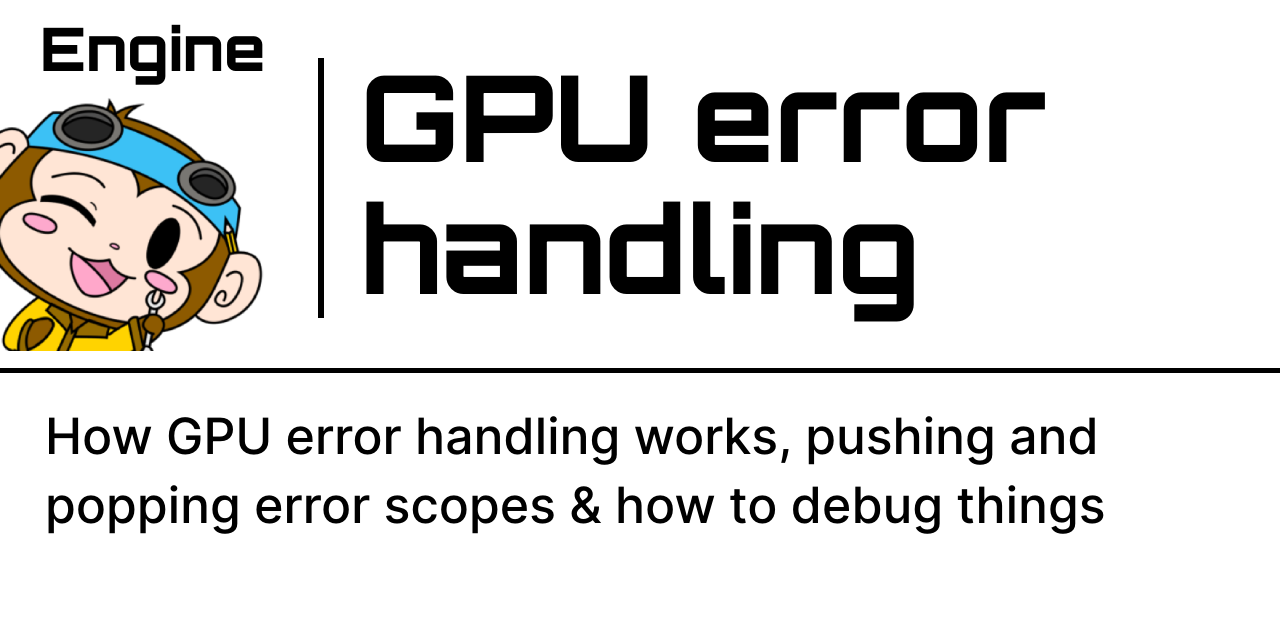 Engine
GPU error
handling
How GPU error handling works, pushing and
popping error scopes & how to debug things